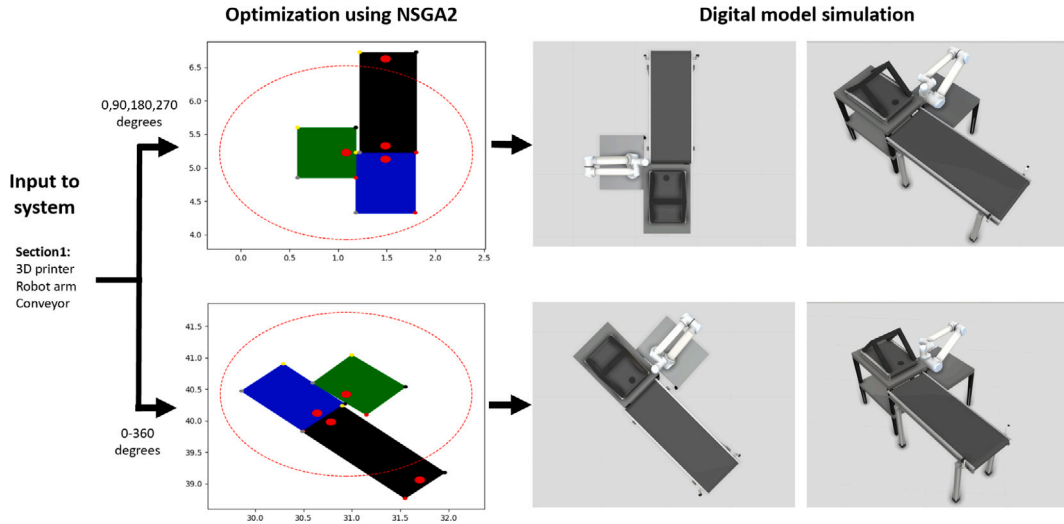 Optimization using NSGA2
Digital model simulation
Input to
system
Section1:
3D printer
Robot arm
Conveyor
0,90,180,270
degrees
6.5
6.0
5.5
5.0
4.5
4.0
0.0 0.5 1.0 1.5 2.0 2.5
0-360
degrees
41.5
41.0
40.5
40.0
39.5
39.0
30.0 30.5 31.0 31.5 32.0